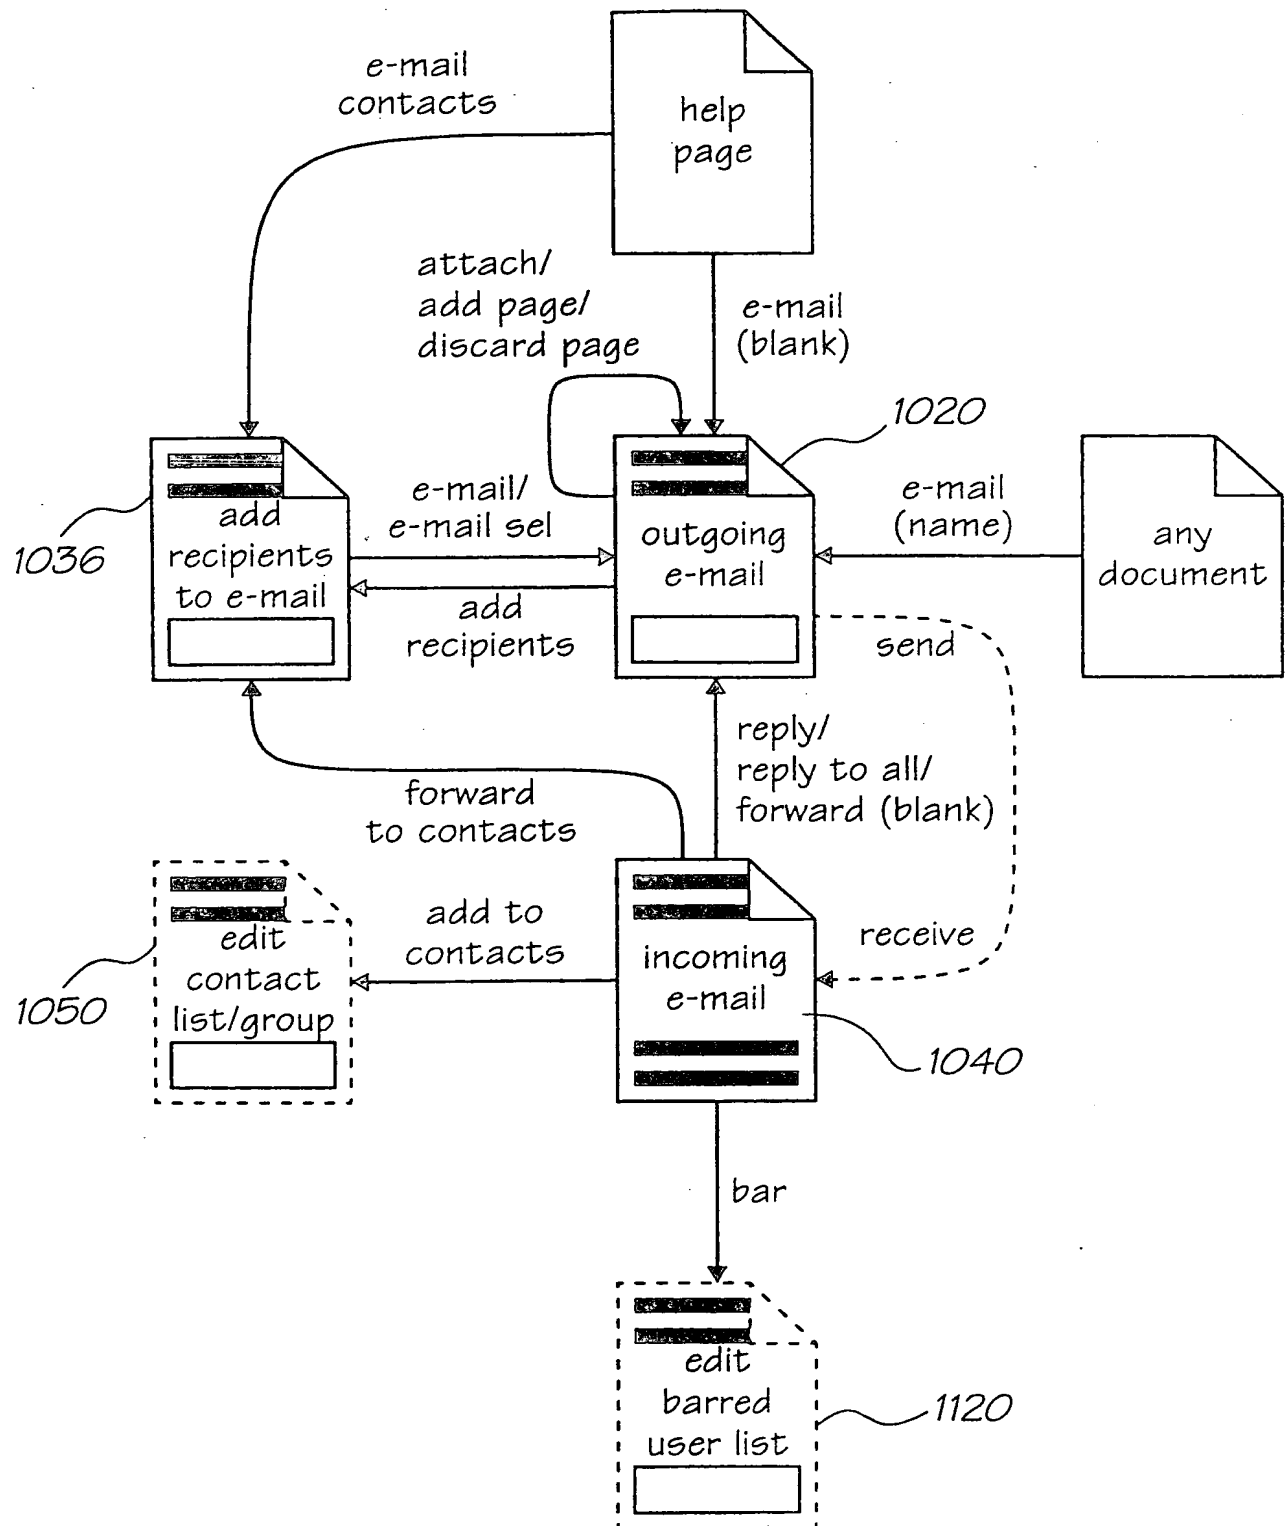 e-mail
contacts
help
page
attach/
add page/
discard page
e-mail
(blank)
1020
1036
add
recipients
to e-mail
e-mail/
e-mail sel
add
recipients
outgoing
e-mail
e-mail
(name)
any
document
send
reply/
reply to all/
forward (blank)
forward
to contacts
1050
edit
contact
list/group
add to
contacts
incoming
e-mail
receive
1040
bar
edit
barred
user list
1120